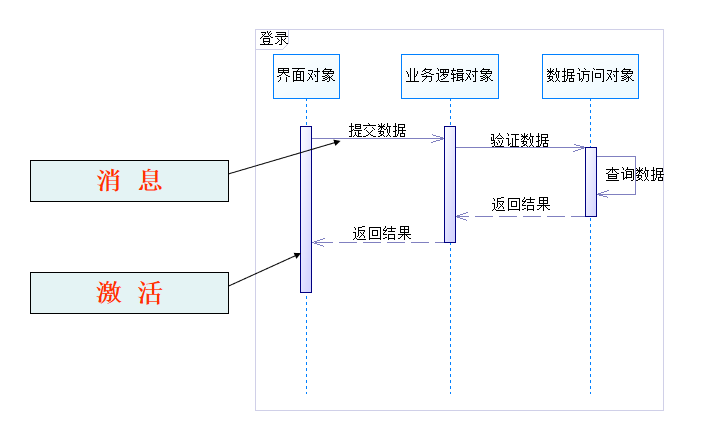 登录
界面对象
业务逻辑对象
数据访问对象
提交数据
验证数据
消 息
查询数据
返回结果
返回结果
激 活